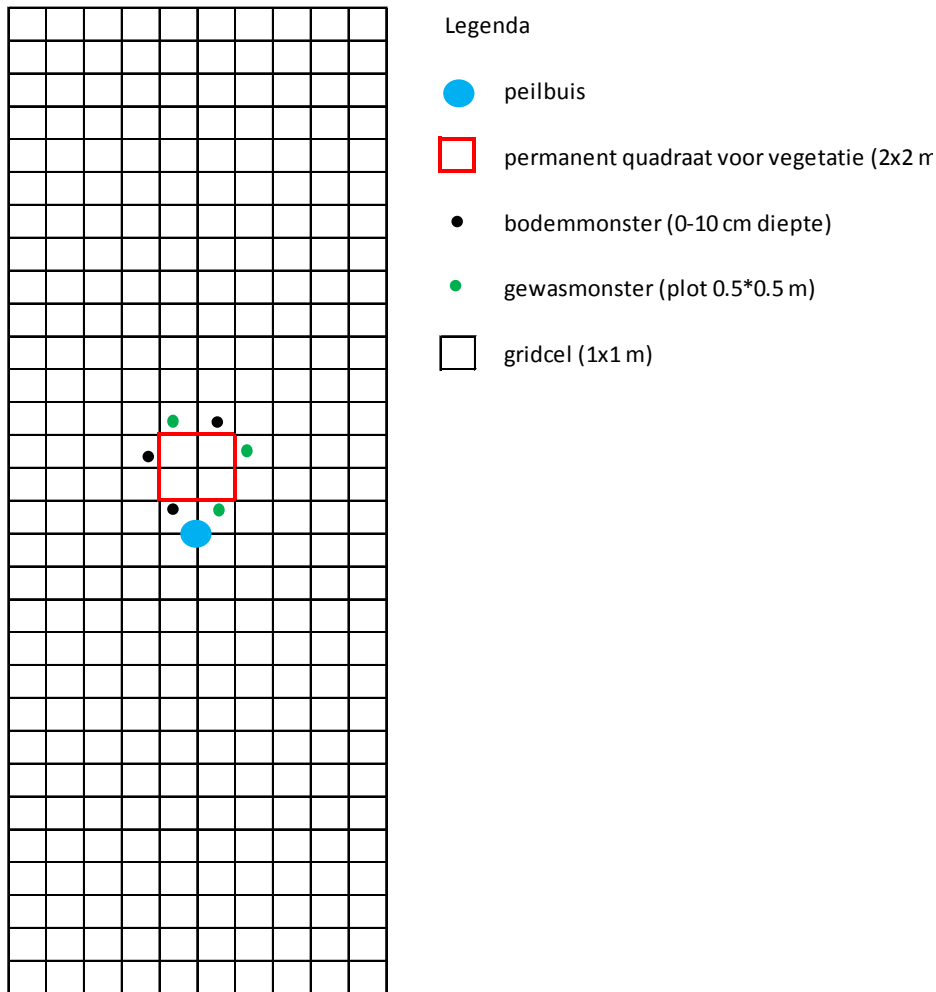 Legenda
peilbuis
permanent quadraat voor vegetatie (2x2 m
bodemmonster (0-10 cm diepte)
gewasmonster (plot 0.5*0.5 m)
gridcel (1x1 m)